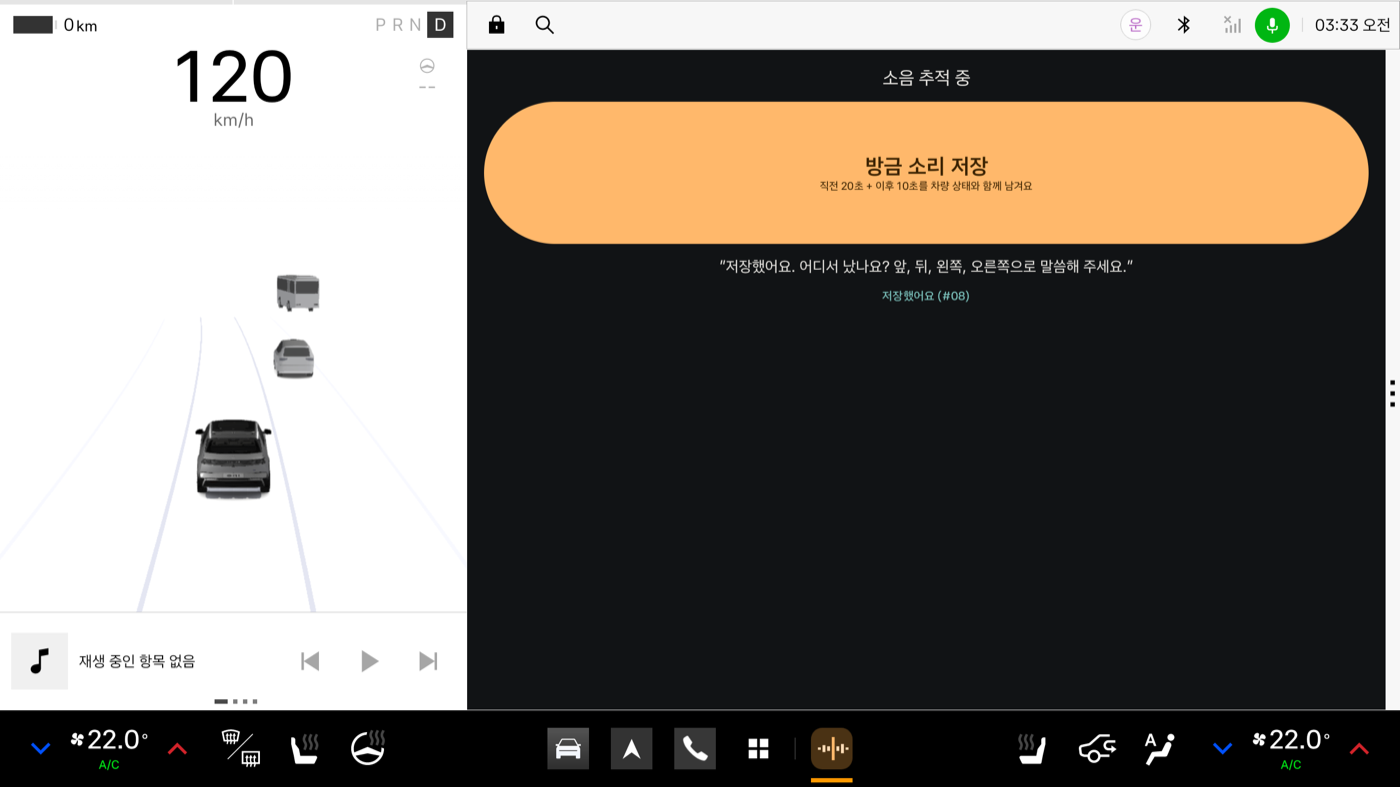 0 km
P R N D
120
km/h
--
운
03:33 오전
소음 추적 중
방금 소리 저장
직전 20초 + 이후 10초를 차량 상태와 함께 남겨요
"저장했어요. 어디서 났나요? 앞, 뒤, 왼쪽, 오른쪽으로 말씀해 주세요."
저장했어요 (#08)
재생 중인 항목 없음
22.0°
A/C
A
22.0°
A/C